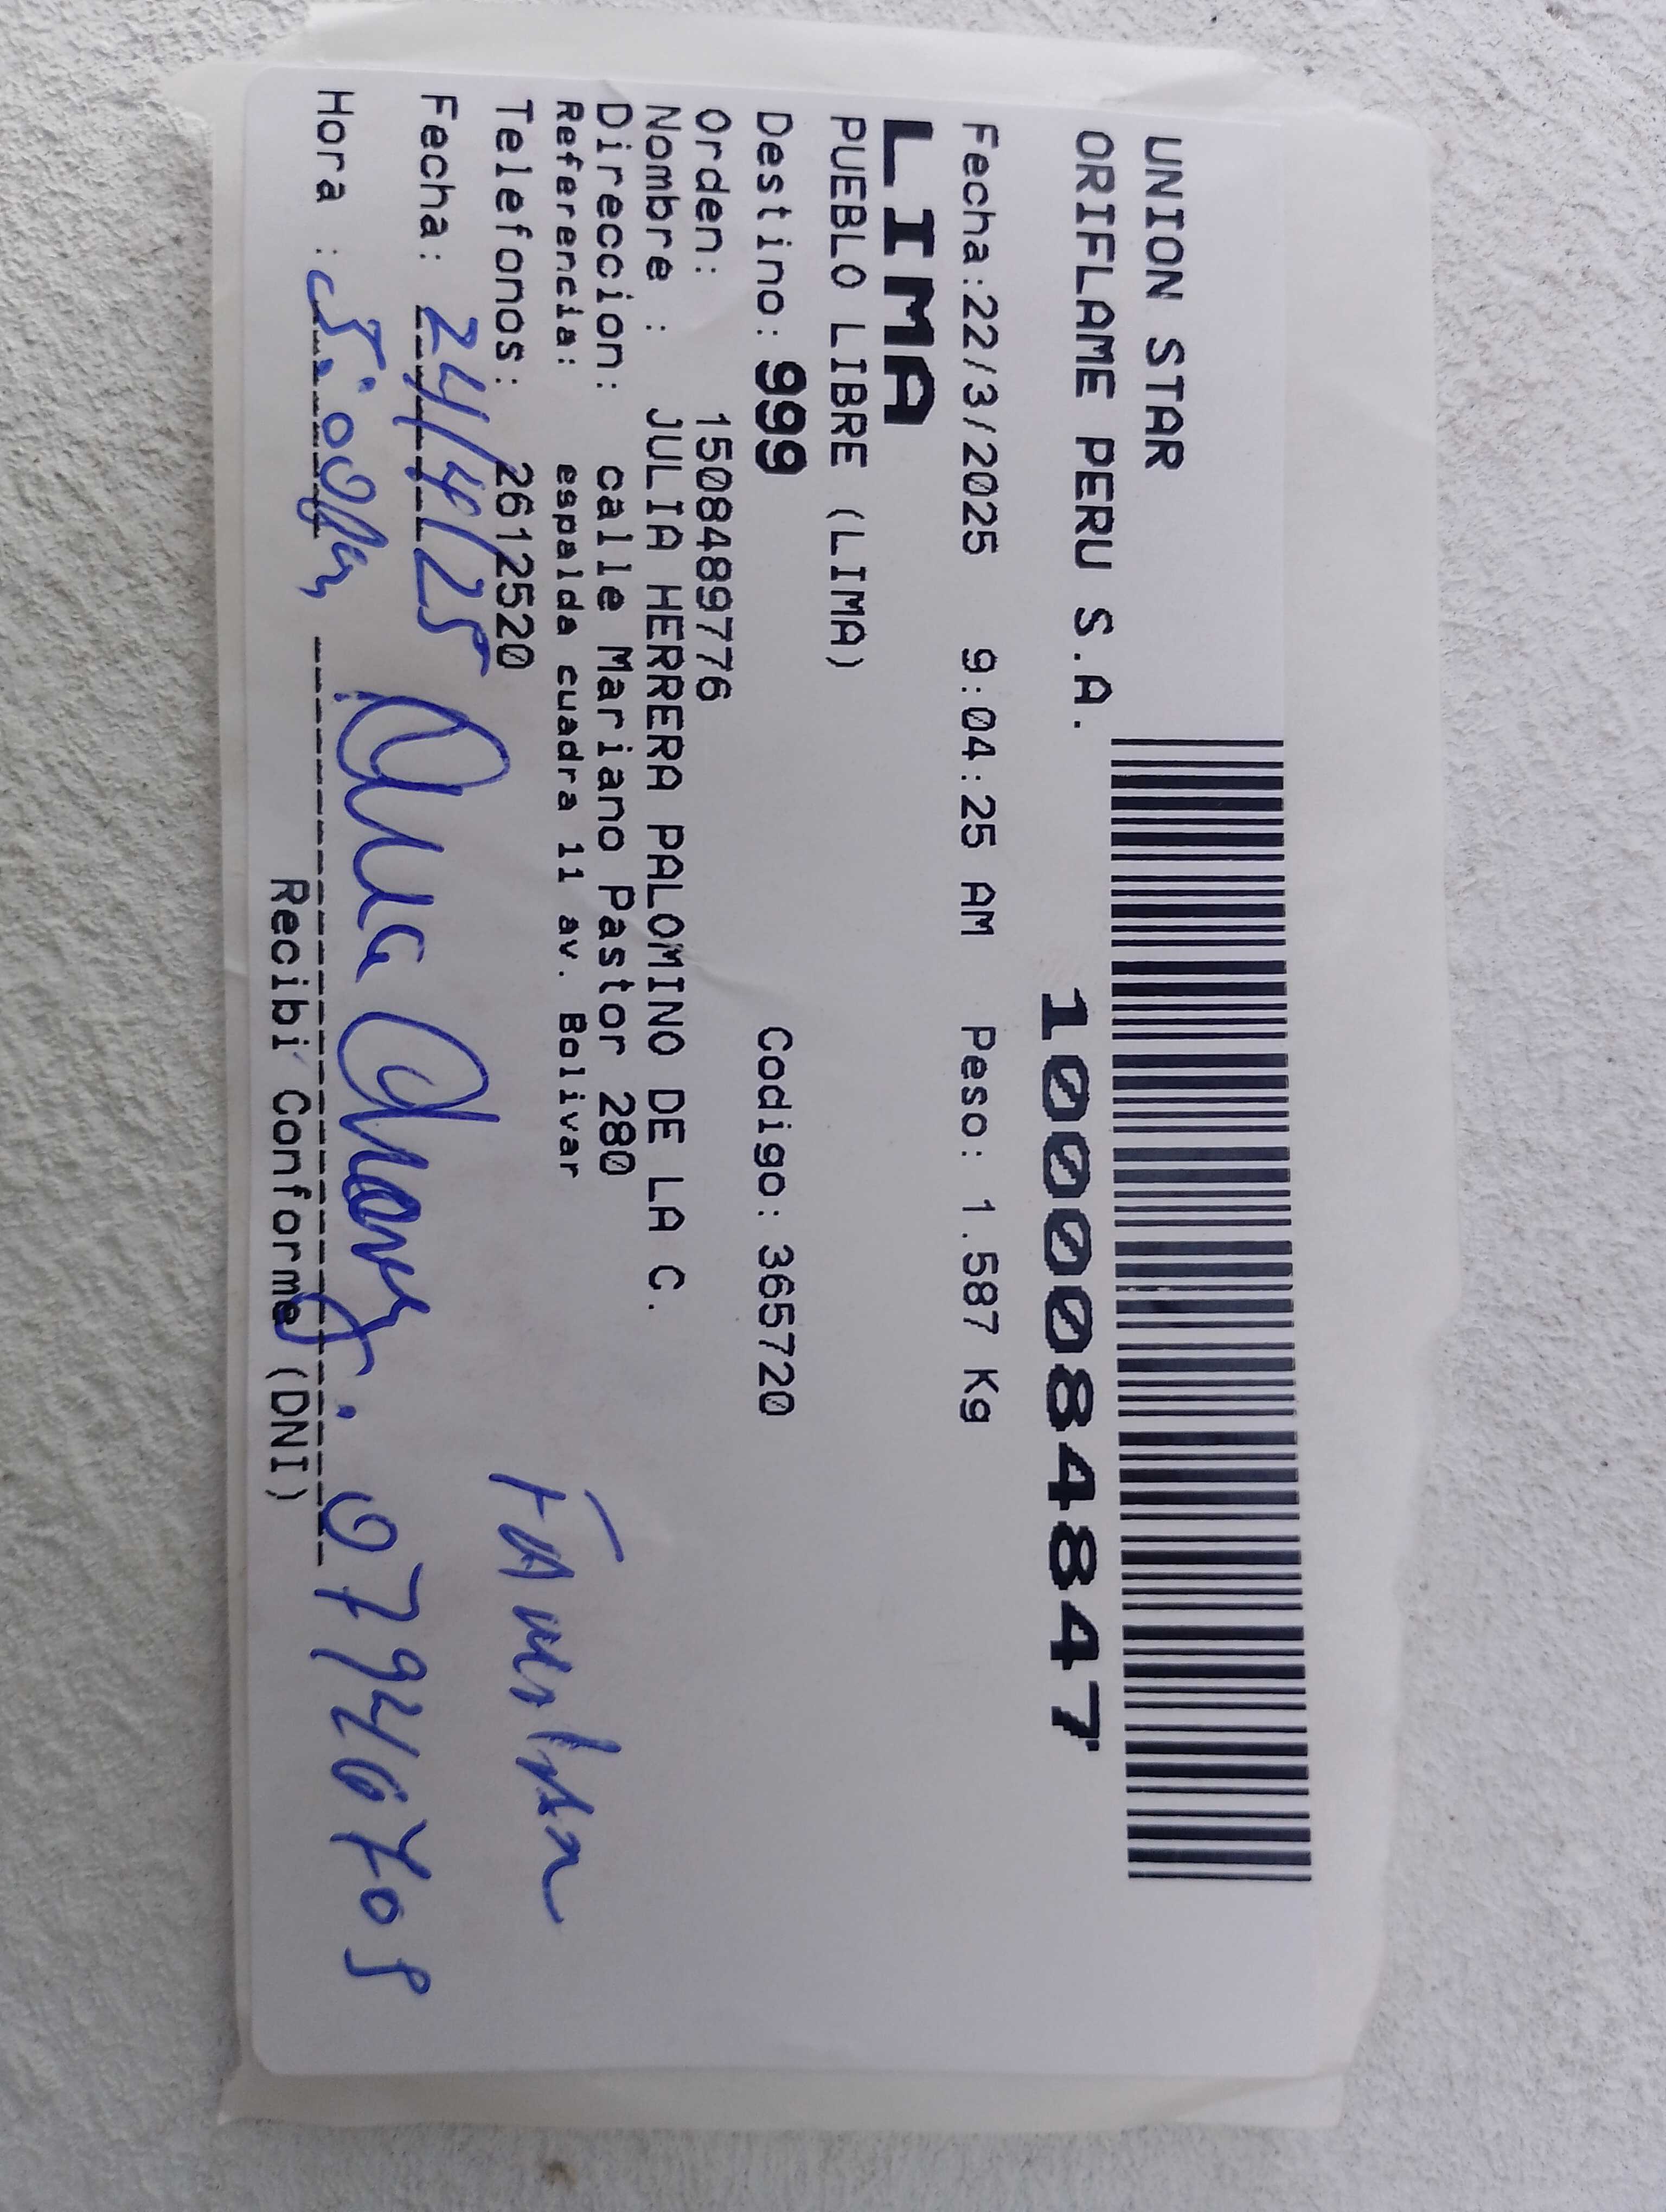 UNION STAR
ORIFLAME PERU S.A.
1000084847
Fecha:22/3/2025 9:04:25 AM Peso: 1.587 Kg
LIMA
PUEBLO LIBRE (LIMA)
Destino: 999 Codigo: 365720
Orden: 1508489776
Nombre : JULIA HERRERA PALOMINO DE LA C.
Direccion: calle Mariano Pastor 280
Referencia: espalda cuadra 11 av. Bolivar
Telefonos: 2612520
Fecha: 24/4/25
Hora :
Recibi Conforme (DNI)